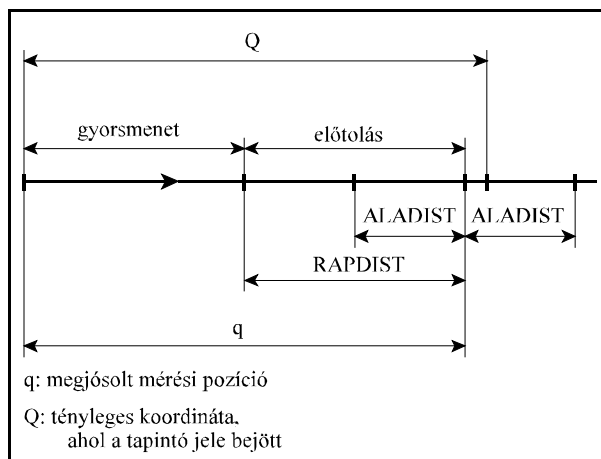 Q
gyorsmenet
előtolás
ALADIST
ALADIST
RAPDIST
q
q: megjósolt mérési pozíció
Q: tényleges koordináta,
ahol a tapintó jele bejött